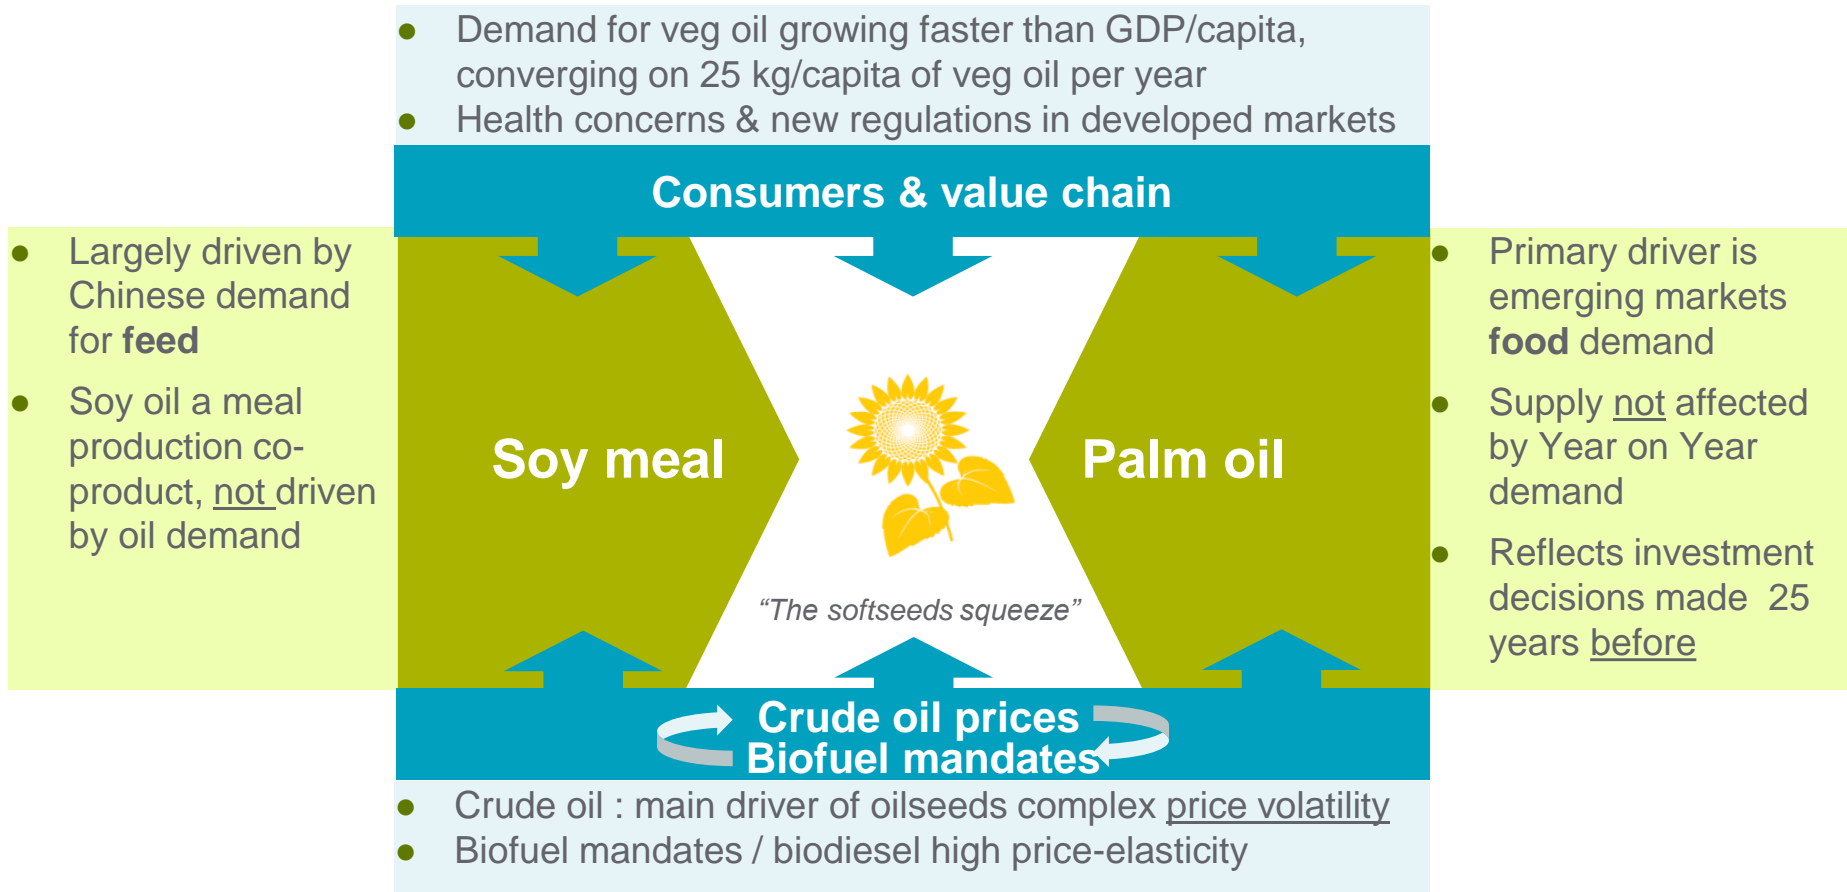 ● Demand for veg oil growing faster than GDP/capita,
converging on 25 kg/capita of veg oil per year
● Health concerns & new regulations in developed markets
Consumers & value chain
● Largely driven by
Chinese demand
for feed
● Soy oil a meal
production co-
product, not driven
by oil demand
Soy meal
“The softseeds squeeze”
Palm oil
● Primary driver is
emerging markets
food demand
● Supply not affected
by Year on Year
demand
● Reflects investment
decisions made  25
years before
Crude oil prices
Biofuel mandates
● Crude oil : main driver of oilseeds complex price volatility
● Biofuel mandates / biodiesel high price-elasticity